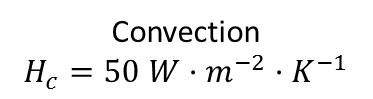 Convection
H_c = 50 W · m^{-2} · K^{-1}